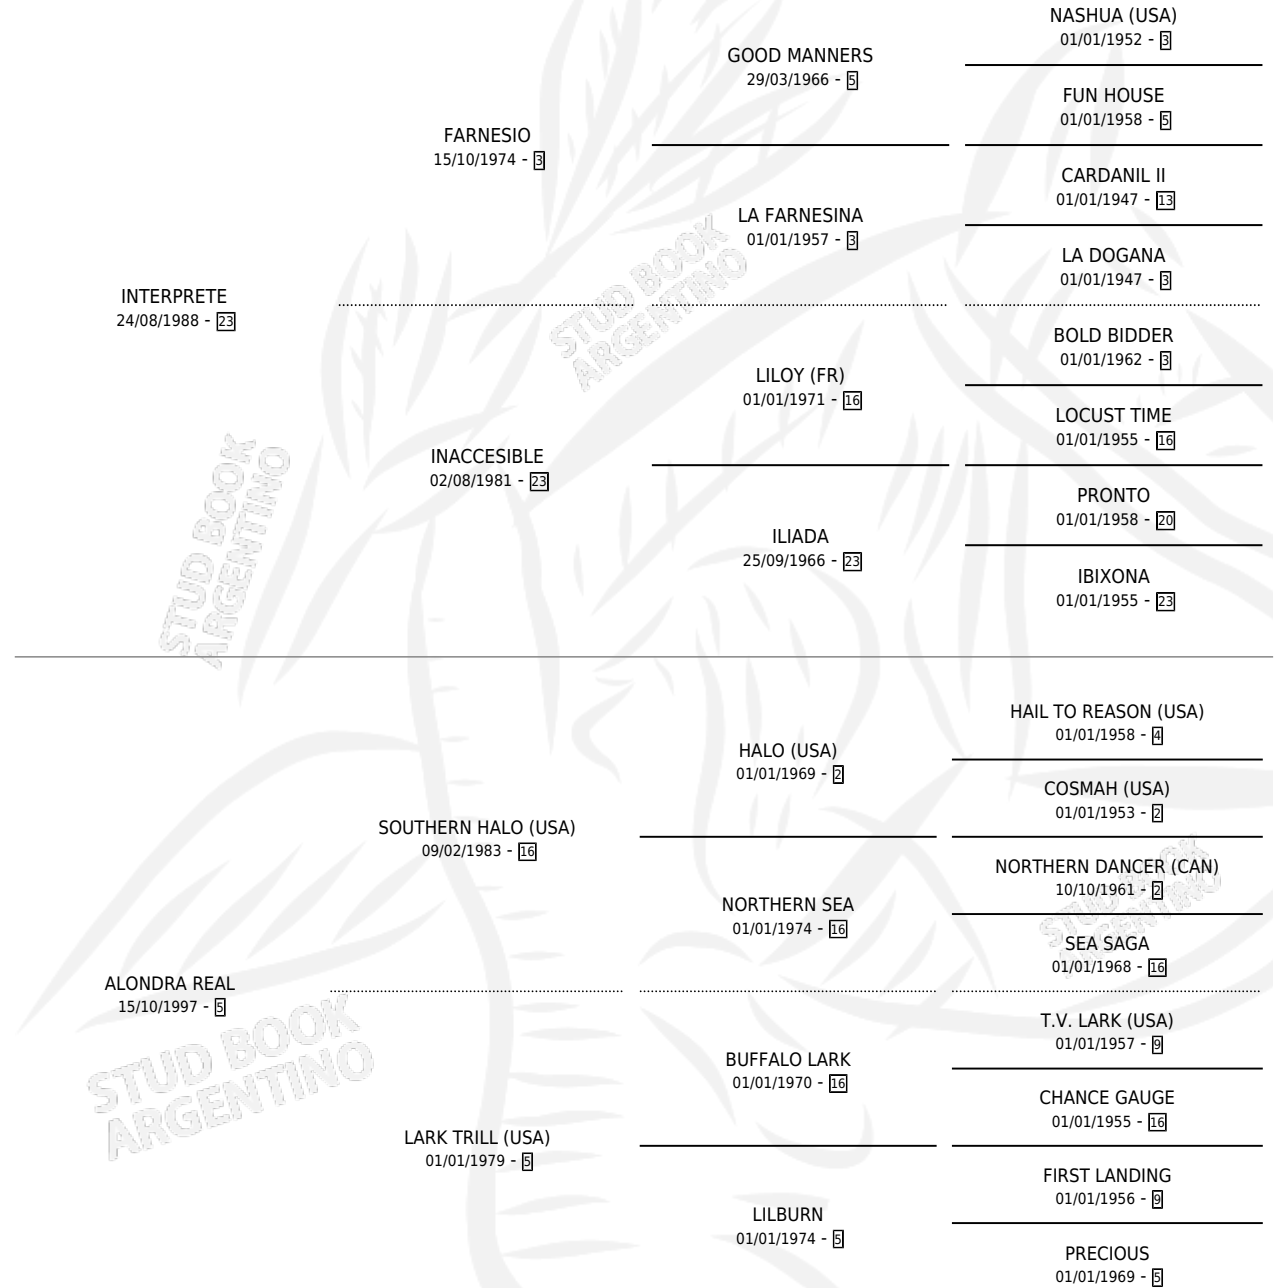 NASHUA (USA)
01/01/1952 - 3
GOOD MANNERS
29/03/1966 - 5
FUN HOUSE
01/01/1958 - 5
FARNESIO
15/10/1974 - 3
CARDANIL II
01/01/1947 - 13
LA FARNESINA
01/01/1957 - 3
LA DOGANA
01/01/1947 - 3
INTERPRETE
24/08/1988 - 23
BOLD BIDDER
01/01/1962 - 3
LILOY (FR)
01/01/1971 - 16
LOCUST TIME
01/01/1955 - 16
INACCESIBLE
02/08/1981 - 23
PRONTO
01/01/1958 - 20
ILIADA
25/09/1966 - 23
IBIXONA
01/01/1955 - 23
HAIL TO REASON (USA)
01/01/1958 - 4
HALO (USA)
01/01/1969 - 2
COSMAH (USA)
01/01/1953 - 2
SOUTHERN HALO (USA)
09/02/1983 - 16
NORTHERN DANCER (CAN)
10/10/1961 - 2
NORTHERN SEA
01/01/1974 - 16
SEA SAGA
01/01/1968 - 16
ALONDRA REAL
15/10/1997 - 5
T.V. LARK (USA)
01/01/1957 - 9
BUFFALO LARK
01/01/1970 - 16
CHANCE GAUGE
01/01/1955 - 16
LARK TRILL (USA)
01/01/1979 - 5
FIRST LANDING
01/01/1956 - 9
LILBURN
01/01/1974 - 5
PRECIOUS
01/01/1969 - 5
STUD BOOK
ARGENTINO
STUD BOOK
ARGENTINO
STUD BOOK
ARGENTINO
STUD BOOK
ARGENTINO